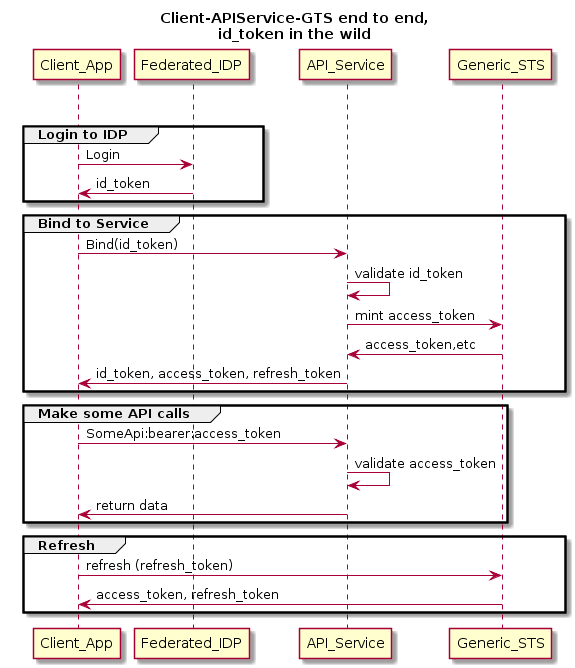 Client-APIService-GTS end to end,
id_token in the wild
Client_App Federated_IDP API_Service Generic_STS
Login to IDP
Login
id_token
Bind to Service
Bind(id_token)
validate id_token
mint access_token
access_token,etc
id_token, access_token, refresh_token
Make some API calls
SomeApi:bearer:access_token
validate access_token
return data
Refresh
refresh (refresh_token)
access_token, refresh_token
Client_App Federated_IDP API_Service Generic_STS